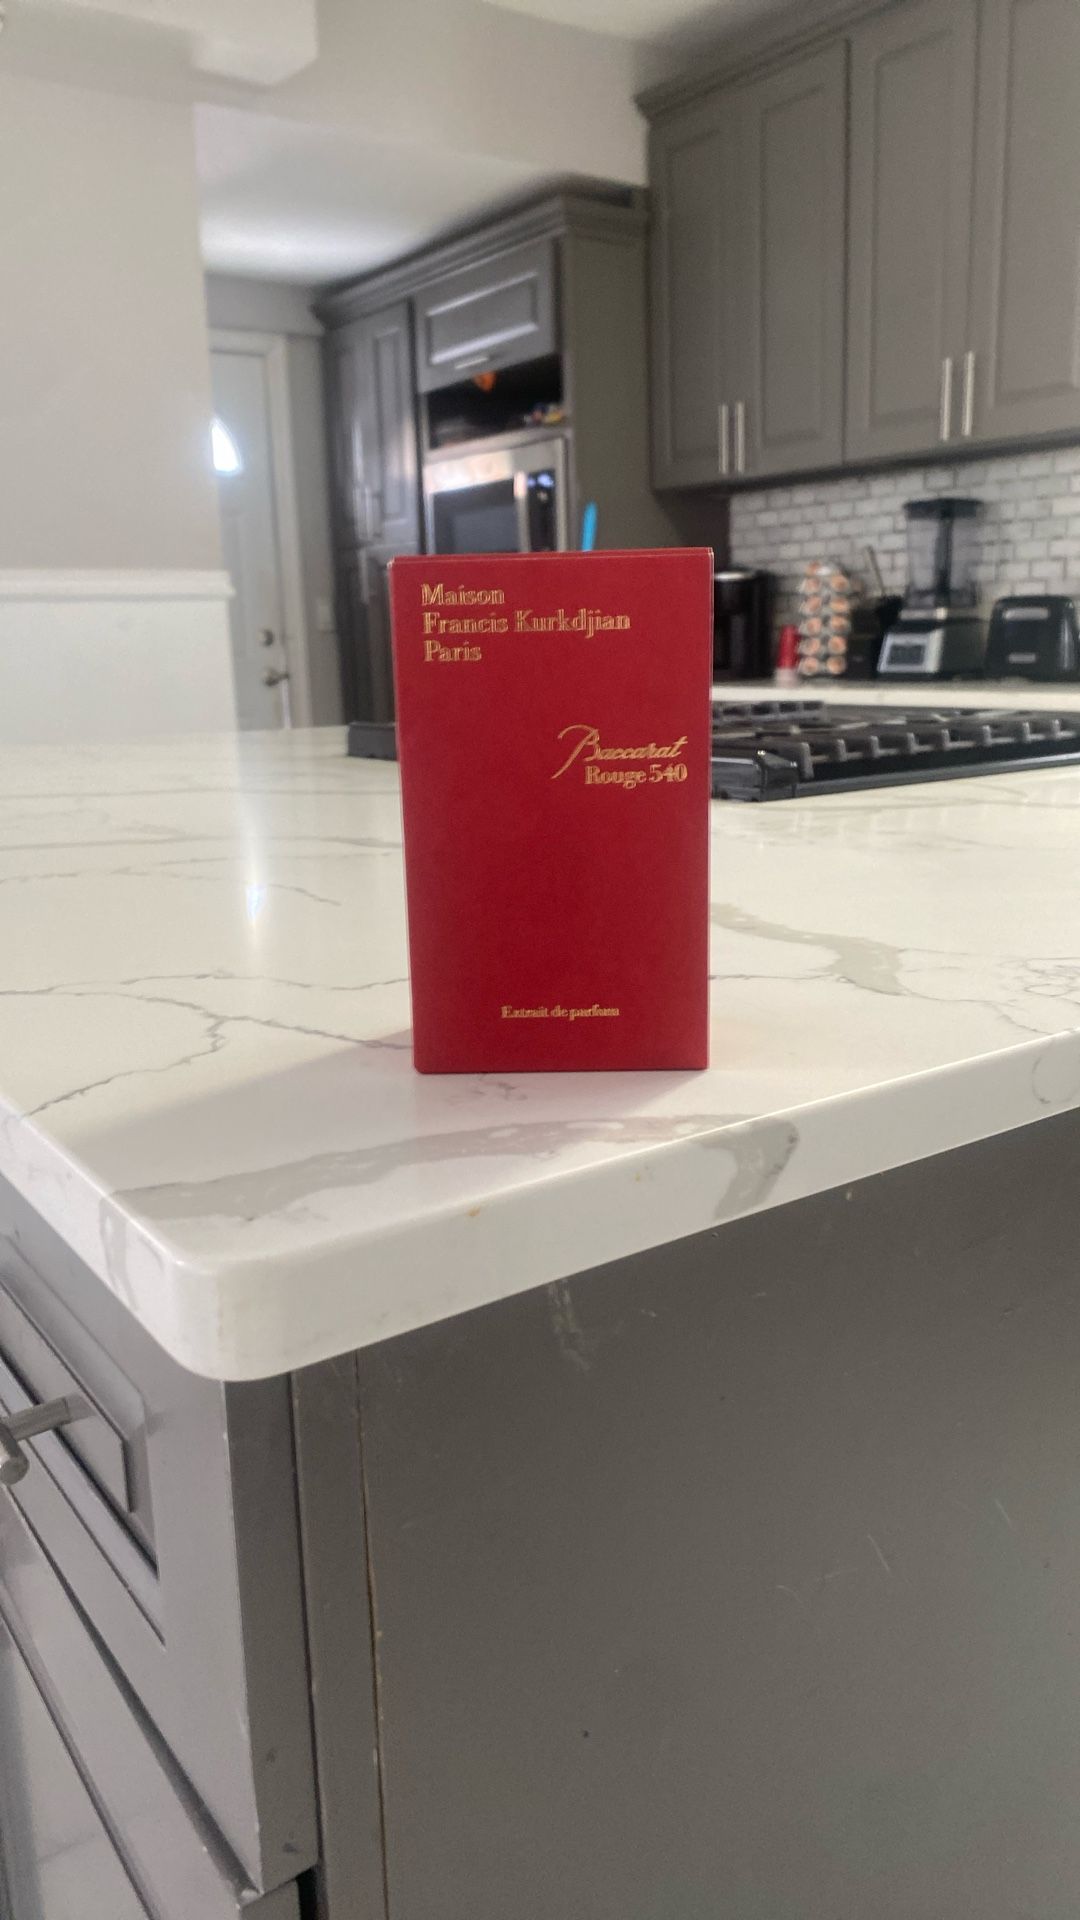 Maison
Francis Kurkdjian
Paris
Baccarat
Rouge 540
Extrait de parfum